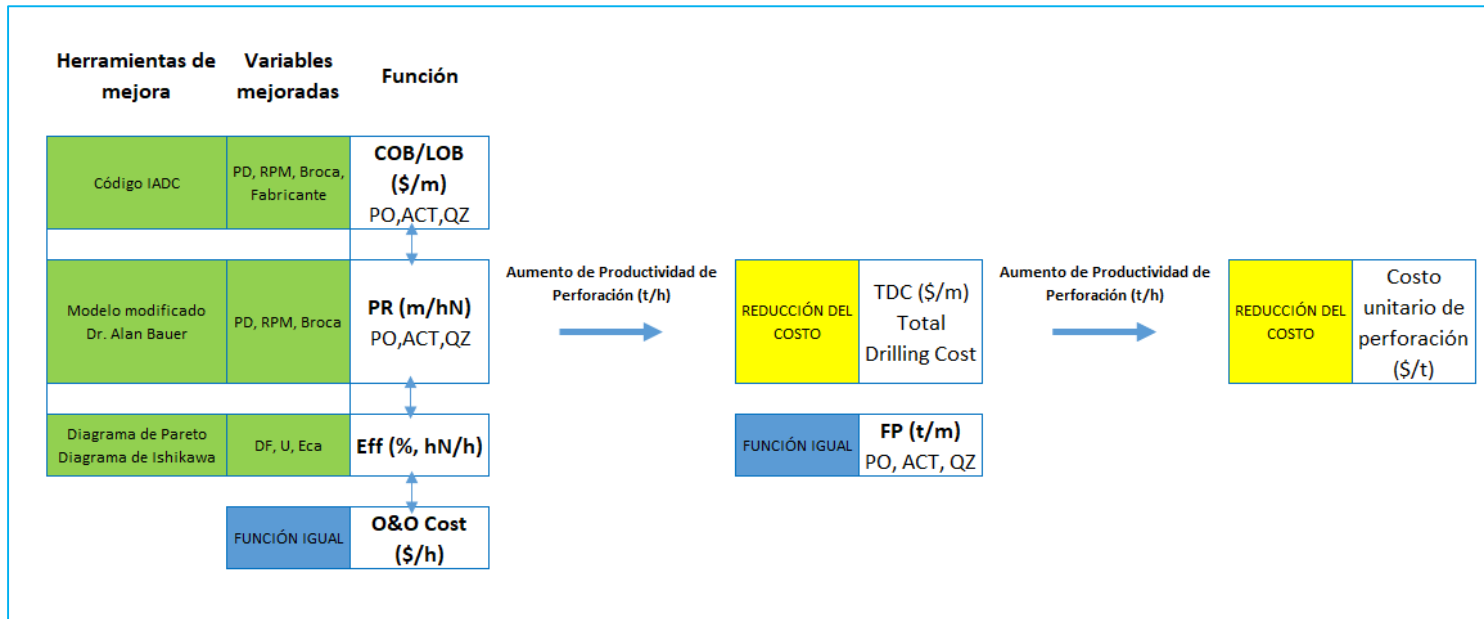 Herramientas de
mejora
Variables
mejoradas
Función
Código IADC
PD, RPM, Broca,
Fabricante
COB/LOB
($/m)
PO,ACT,QZ
Modelo modificado
Dr. Alan Bauer
PD, RPM, Broca
PR (m/hN)
PO,ACT,QZ
Diagrama de Pareto
Diagrama de Ishikawa
DF, U, Eca
Eff (%, hN/h)
FUNCIÓN IGUAL
O&O Cost
($/h)
Aumento de Productividad de
Perforación (t/h)
REDUCCIÓN DEL
COSTO
TDC ($/m)
Total
Drilling Cost
FUNCIÓN IGUAL
FP (t/m)
PO, ACT, QZ
Aumento de Productividad de
Perforación (t/h)
REDUCCIÓN DEL
COSTO
Costo
unitario de
perforación
($/t)